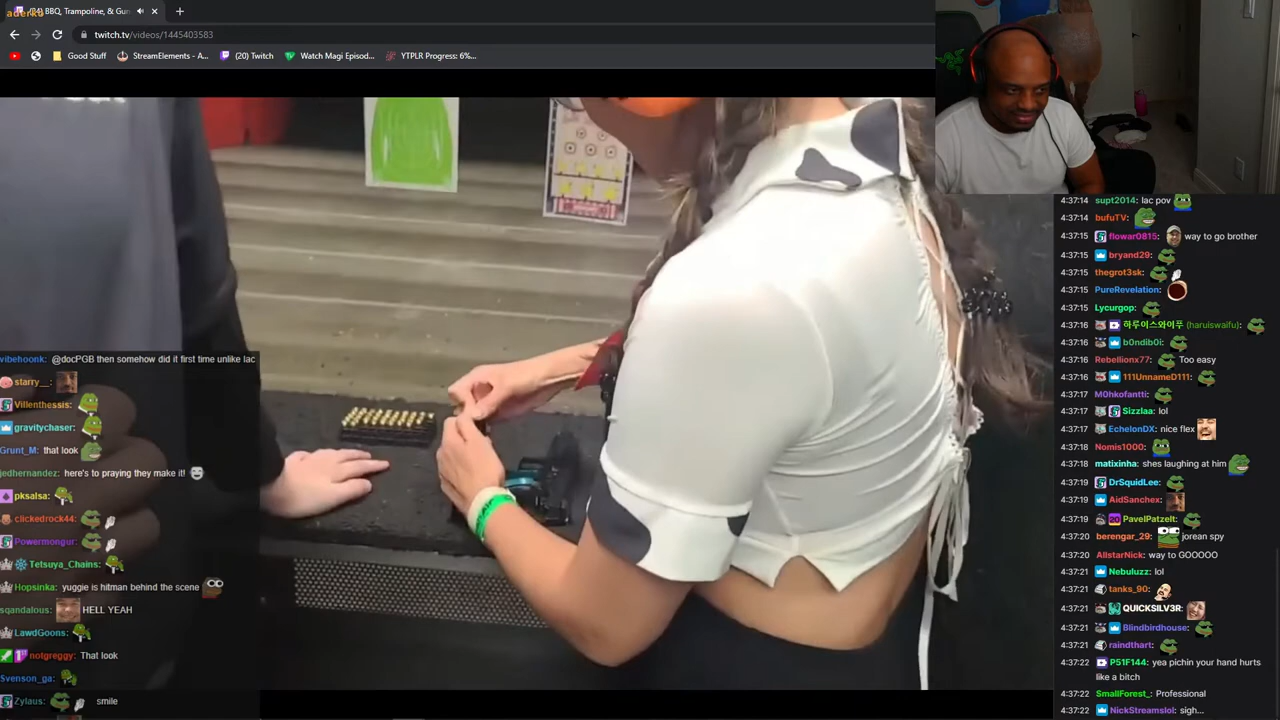 aderko
(4) BBQ, Trampoline, & Gun
twitch.tv/videos/1445403583
Good Stuff
StreamElements - A...
(20) Twitch
Watch Magi Episod...
YTPLR Progress: 6%...
vibehoonk: @docPGB then somehow did it first time unlike lac
starry__:
Villenthessis:
gravitychaser:
Grunt_M: that look
jedhernandez: here's to praying they make it!
pksalsa:
clickedrock44:
Powermongur:
Tetsuya_Chains:
Hopsinka: yuggie is hitman behind the scene
sqandalous: HELL YEAH
LawdGoons:
notgreggy: That look
Svenson_ga:
Zylaus: smile
4:37:14 supt2014: lac pov
4:37:14 bufuTV:
4:37:15 flowar0815: way to go brother
4:37:15 bryand29:
4:37:15 thegrot3sk:
4:37:15 PureRevelation:
4:37:15 Lycurgop:
4:37:16 하루이스와이푸 (haruiswaifu):
4:37:16 b0ndib0i:
4:37:16 Rebellionx77: Too easy
4:37:16 111UnnameD111:
4:37:17 M0hkofantti:
4:37:17 Sizzlaa: lol
4:37:17 EchelonDX: nice flex
4:37:18 Nomis1000:
4:37:18 matixinha: shes laughing at him
4:37:19 DrSquidLee:
4:37:19 AidSanchex:
4:37:19 20 PavelPatzelt:
4:37:20 berengar_29: jorean spy
4:37:20 AllstarNick: way to GOOOOO
4:37:21 Nebuluzz: lol
4:37:21 tanks_90:
4:37:21 QUICKSILV3R:
4:37:21 Blindbirdhouse:
4:37:21 raindthart:
4:37:22 P51F144: yea pichin your hand hurts
like a bitch
4:37:22 SmallForest_: Professional
4:37:22 NickStreamslol: sigh...